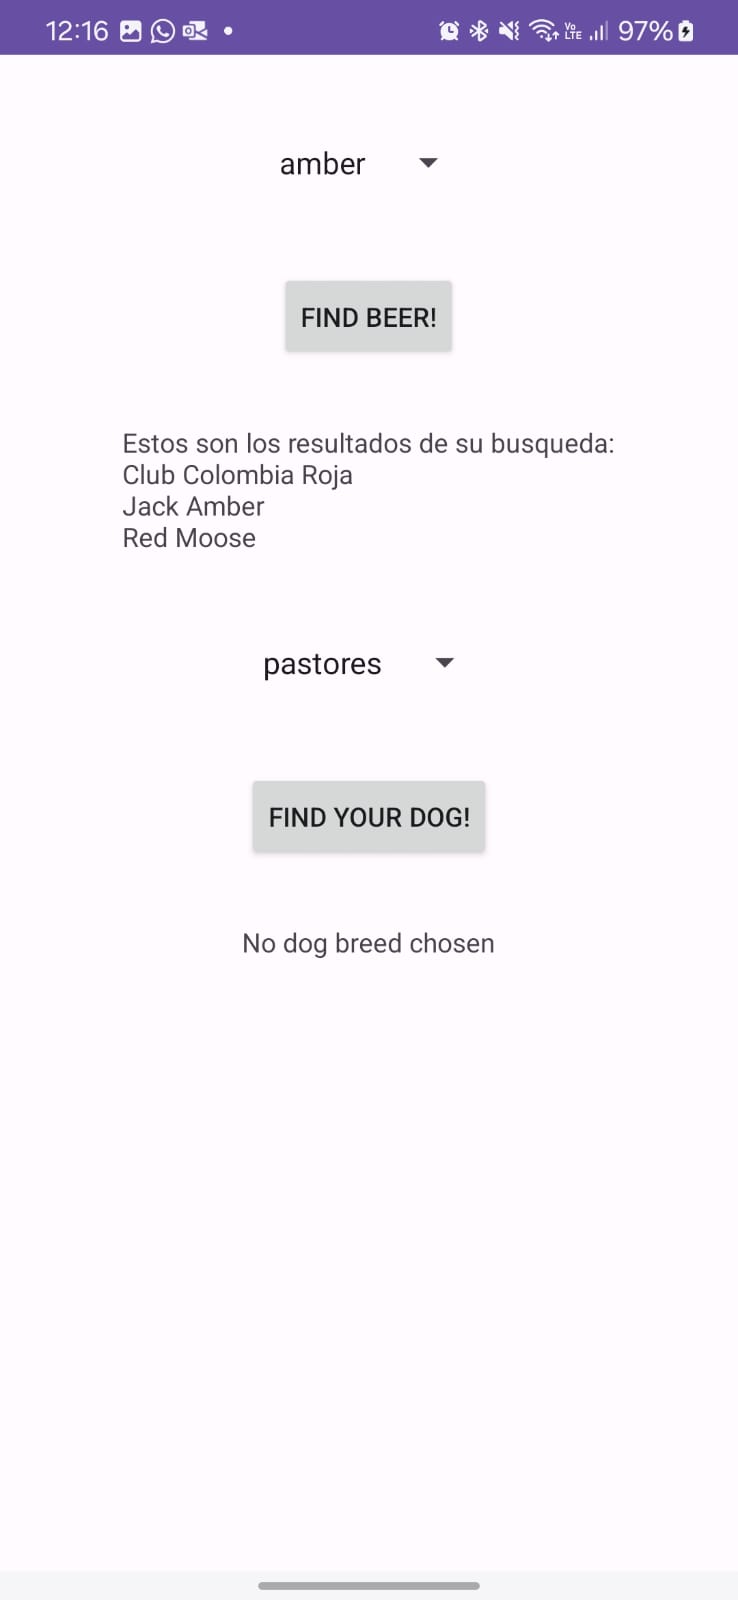 12:16 Vo LTE 97%
amber
FIND BEER!
Estos son los resultados de su busqueda:
Club Colombia Roja
Jack Amber
Red Moose
pastores
FIND YOUR DOG!
No dog breed chosen